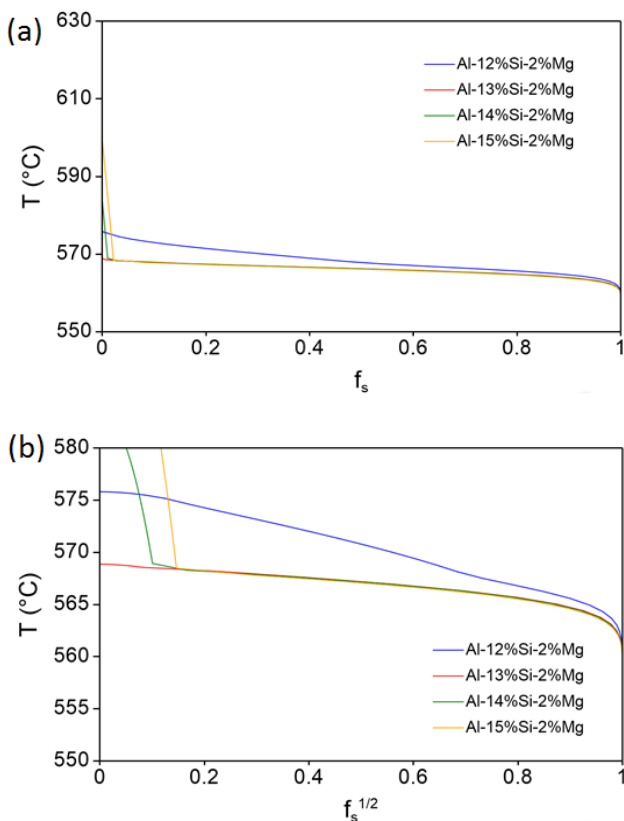 (a)
630
610
590
570
550
T (°C)
Al-12%Si-2%Mg
Al-13%Si-2%Mg
Al-14%Si-2%Mg
Al-15%Si-2%Mg
0 0.2 0.4 0.6 0.8 1
fs
(b)
580
575
570
565
560
555
550
T (°C)
Al-12%Si-2%Mg
Al-13%Si-2%Mg
Al-14%Si-2%Mg
Al-15%Si-2%Mg
0 0.2 0.4 0.6 0.8 1
fs1/2